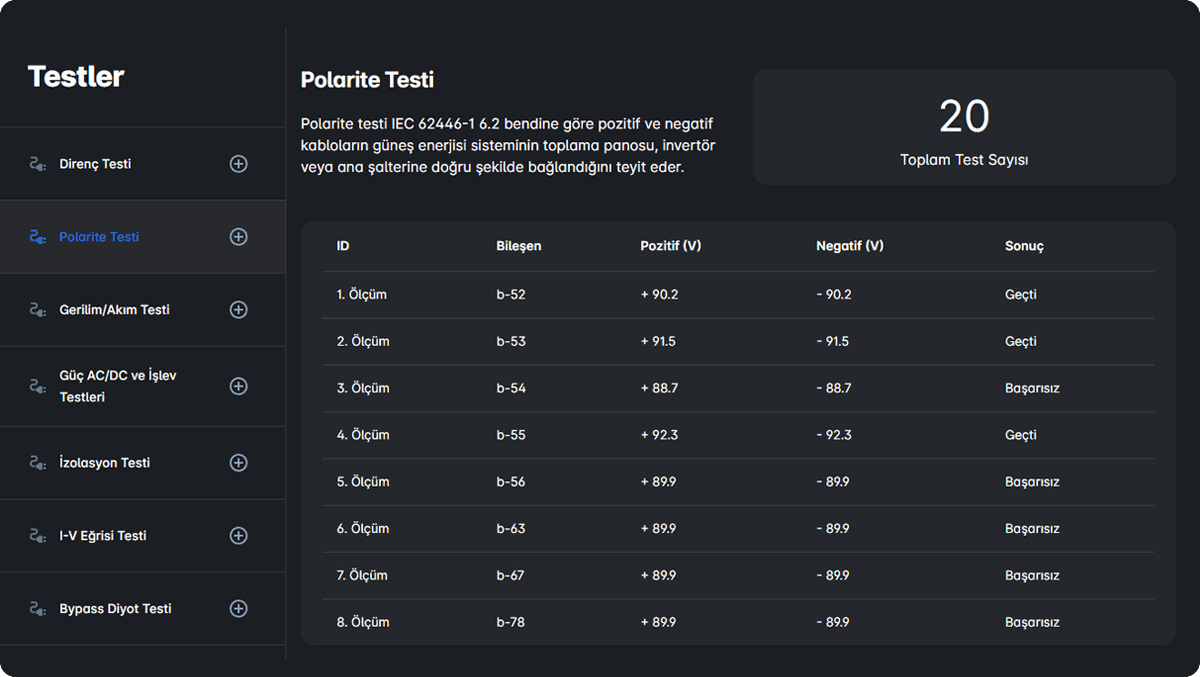 Testler
Direnç Testi
Polarite Testi
Gerilim/Akım Testi
Güç AC/DC ve İşlev
Testleri
İzolasyon Testi
I-V Eğrisi Testi
Bypass Diyot Testi
Polarite Testi
Polarite testi IEC 62446-1 6.2 bendine göre pozitif ve negatif
kabloların güneş enerjisi sisteminin toplama panosu, invertör
veya ana şalterine doğru şekilde bağlandığını teyit eder.
20
Toplam Test Sayısı
ID Bileşen Pozitif (V) Negatif (V) Sonuç
1. Ölçüm b-52 + 90.2 - 90.2 Geçti
2. Ölçüm b-53 + 91.5 - 91.5 Geçti
3. Ölçüm b-54 + 88.7 - 88.7 Başarısız
4. Ölçüm b-55 + 92.3 - 92.3 Geçti
5. Ölçüm b-56 + 89.9 - 89.9 Başarısız
6. Ölçüm b-63 + 89.9 - 89.9 Başarısız
7. Ölçüm b-67 + 89.9 - 89.9 Başarısız
8. Ölçüm b-78 + 89.9 - 89.9 Başarısız